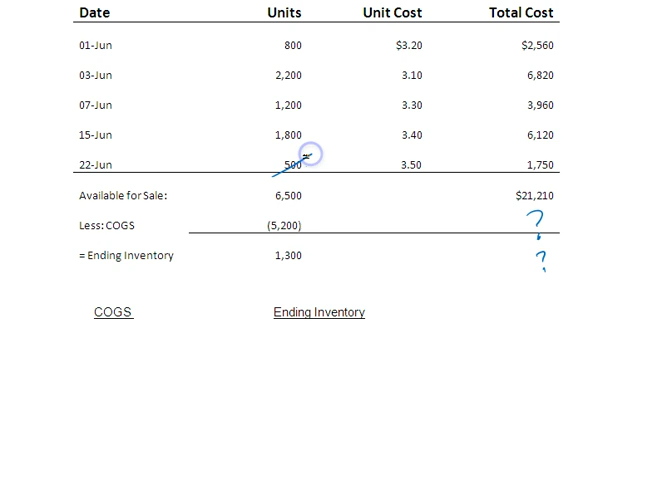 Date Units Unit Cost Total Cost
01-Jun 800 $3.20 $2,560
03-Jun 2,200 3.10 6,820
07-Jun 1,200 3.30 3,960
15-Jun 1,800 3.40 6,120
22-Jun 500 3.50 1,750
Available for Sale: 6,500 $21,210
Less: COGS (5,200) ?
= Ending Inventory 1,300 ?
COGS Ending Inventory